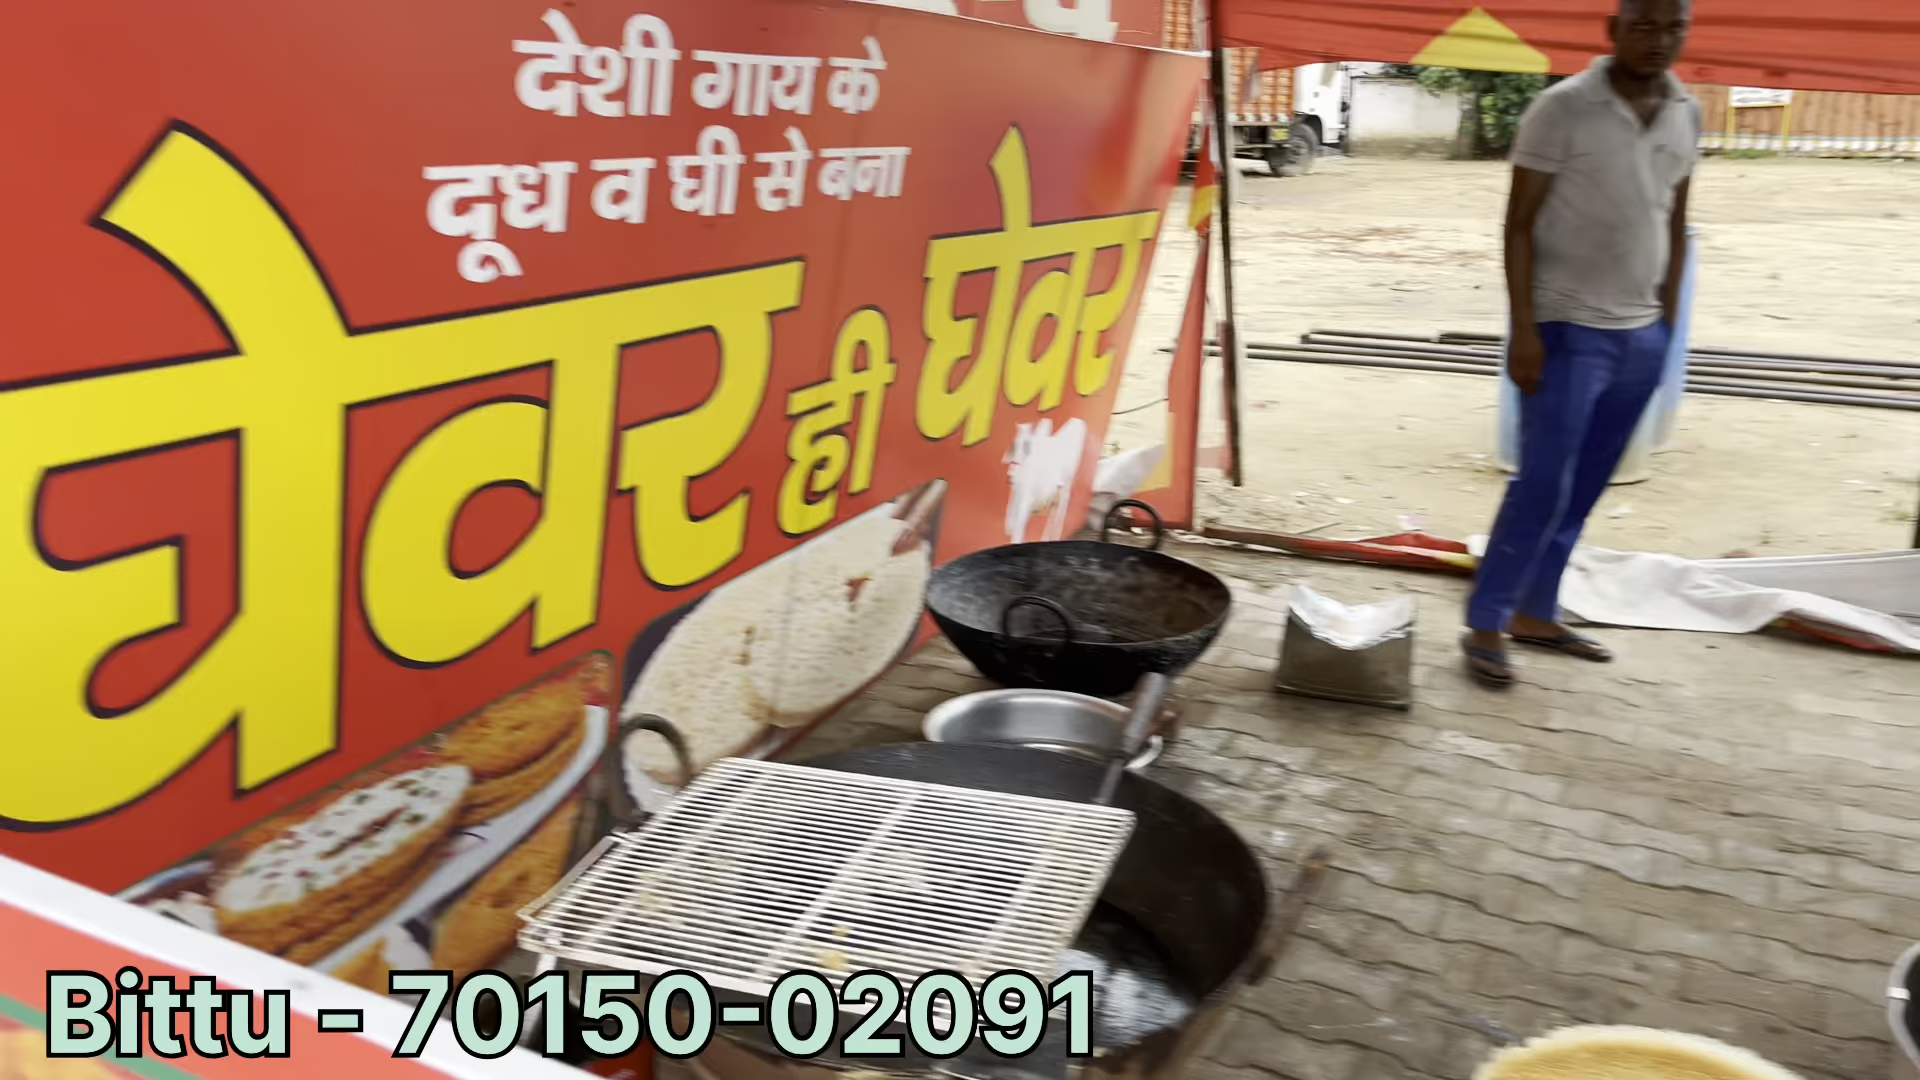 देशी गाय के
दूध व घी से बना
घेवर ही घेवर
Bittu - 70150-02091